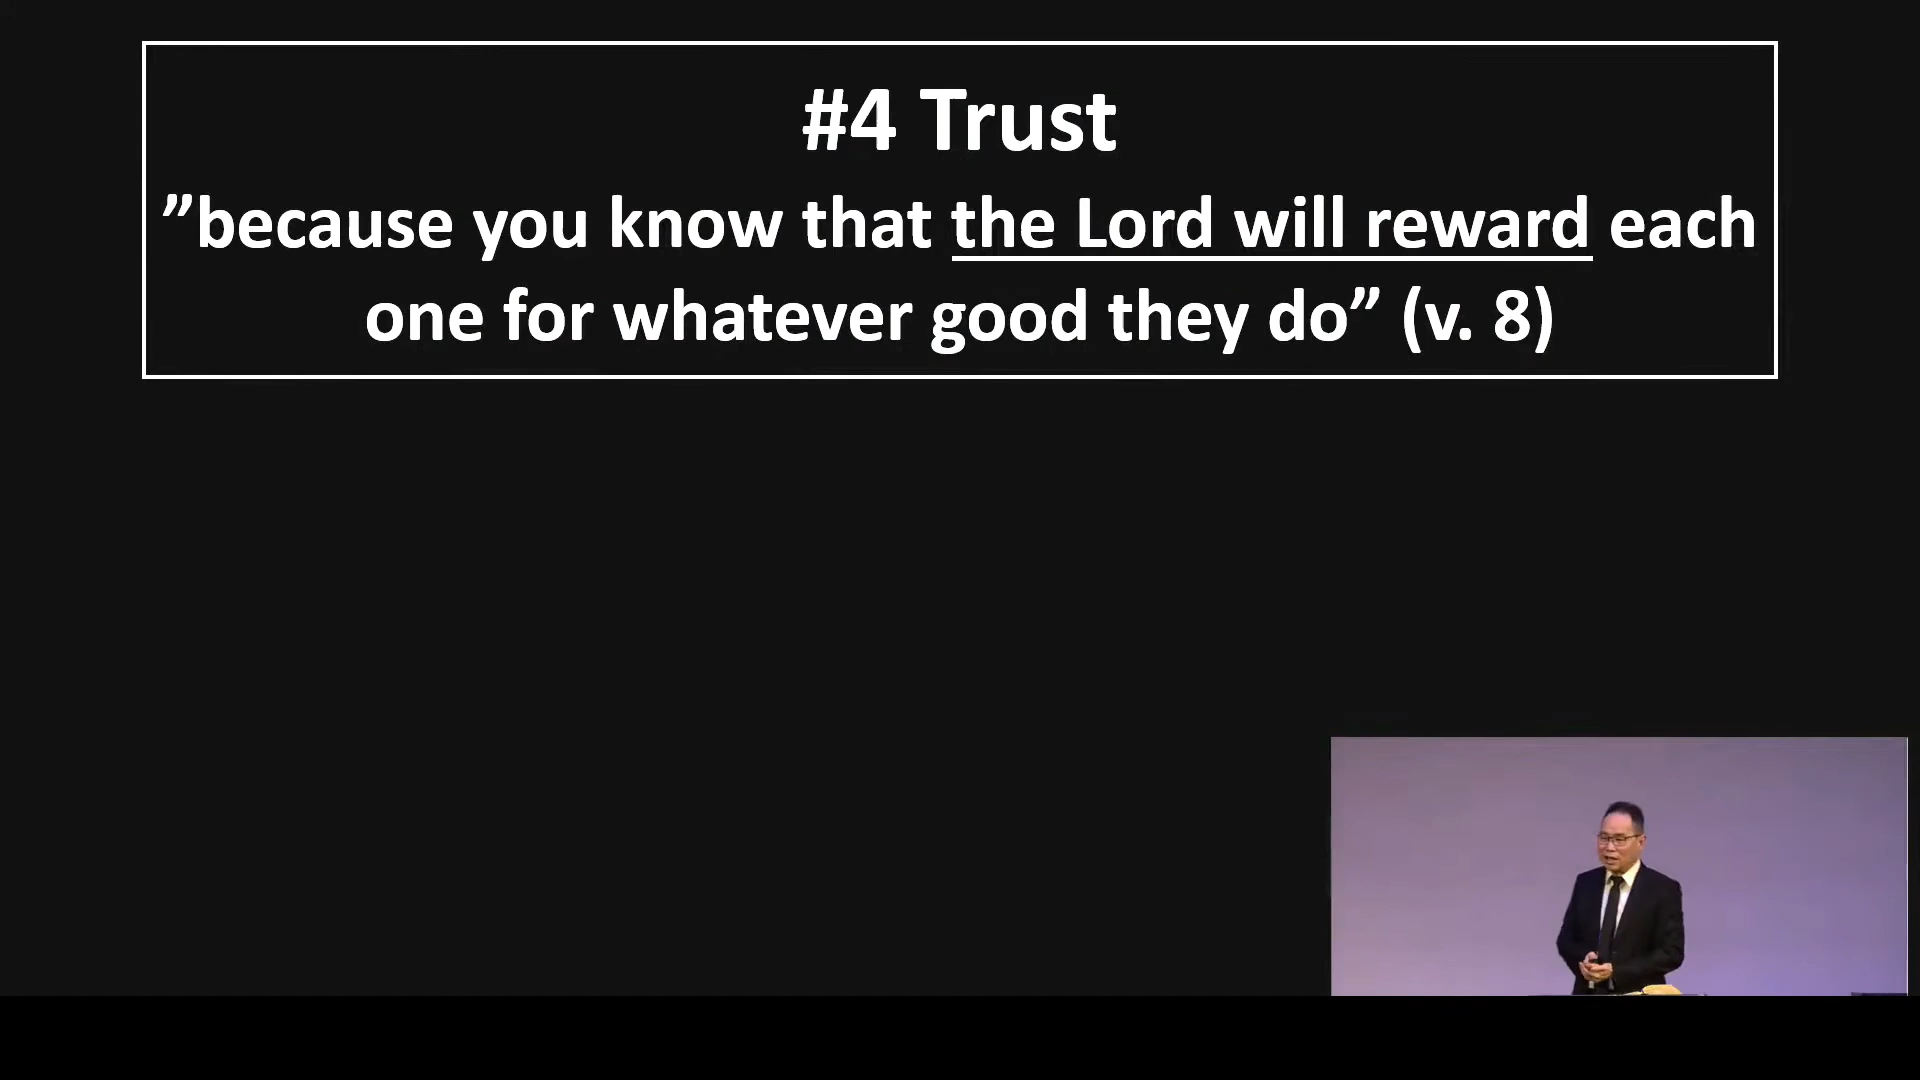 #4 Trust
”because you know that the Lord will reward each
one for whatever good they do” (v. 8)